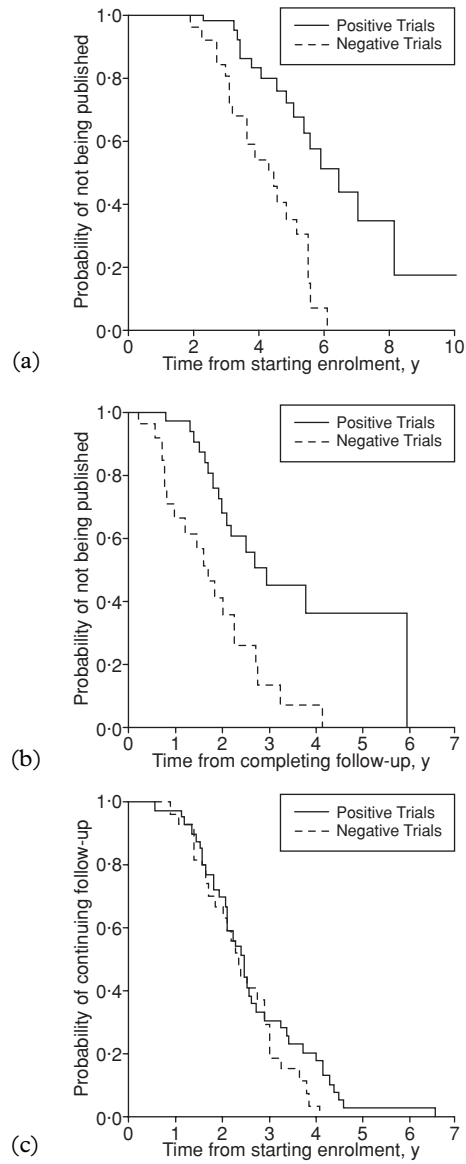 Positive Trials
Negative Trials
Probability of not being published
1·0
0·8
0·6
0·4
0·2
0·0
0 2 4 6 8 10
Time from starting enrolment, y
(a)
Positive Trials
Negative Trials
Probability of not being published
1·0
0·8
0·6
0·4
0·2
0·0
0 1 2 3 4 5 6 7
Time from completing follow-up, y
(b)
Positive Trials
Negative Trials
Probability of continuing follow-up
1·0
0·8
0·6
0·4
0·2
0·0
0 1 2 3 4 5 6 7
Time from starting enrolment, y
(c)